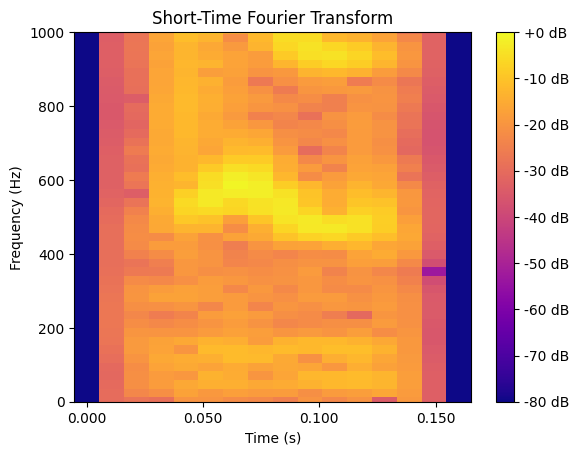 Short-Time Fourier Transform
Frequency (Hz)
1000
800
600
400
200
0
0.000
0.050
0.100
0.150
Time (s)
+0 dB
-10 dB
-20 dB
-30 dB
-40 dB
-50 dB
-60 dB
-70 dB
-80 dB